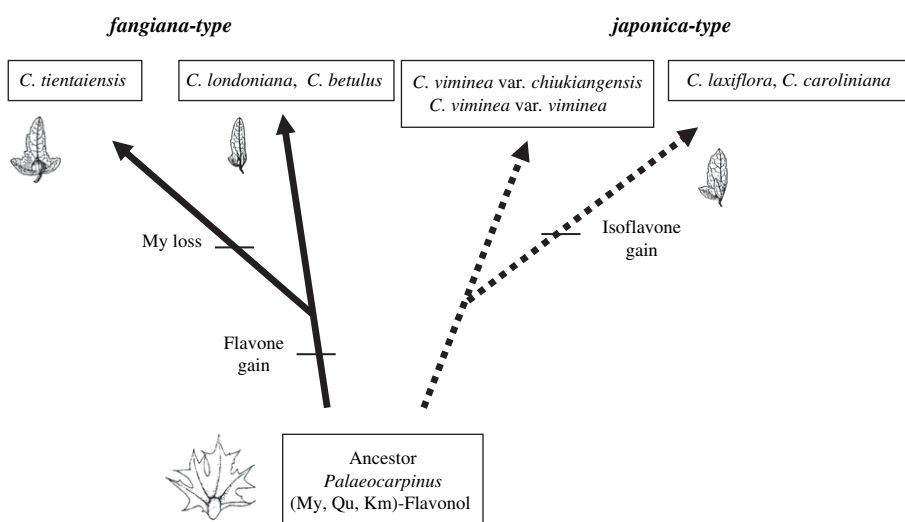 fangiana-type
japonica-type
C. tientaiensis
C. londoniana, C. betulus
C. viminea var. chiukiangensis
C. viminea var. viminea
C. laxiflora, C. caroliniana
My loss
Isoflavone
gain
Flavone
gain
Ancestor
Palaeocarpinus
(My, Qu, Km)-Flavonol